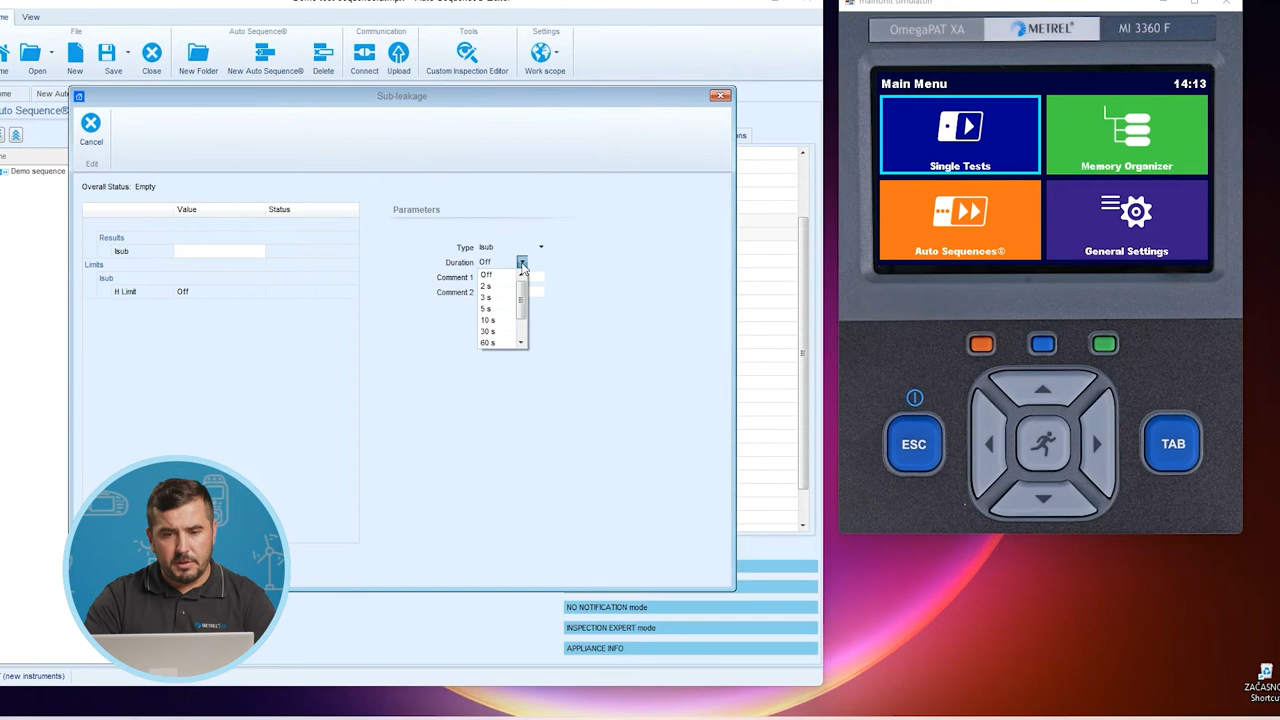 View
File
Auto Sequence®
Communication
Tools
Settings
Open
New
Save
Close
New Folder
New Auto Sequence®
Delete
Connect
Upload
Custom Inspection Editor
Work scope
Sub-leakage
Cancel
Edit
Demo sequence
Overall Status: Empty
Value
Status
Results
Isub
Limits
Isub
H Limit
Off
Parameters
Type
Isub
Duration
Off
Comment 1
Comment 2
Off
2 s
3 s
5 s
10 s
30 s
60 s
NO NOTIFICATION mode
INSPECTION EXPERT mode
APPLIANCE INFO
(new instruments)
METREL
OmegaPAT XA
METREL®
MI 3360 F
Main Menu
14:13
Single Tests
Memory Organizer
Auto Sequences®
General Settings
ESC
TAB